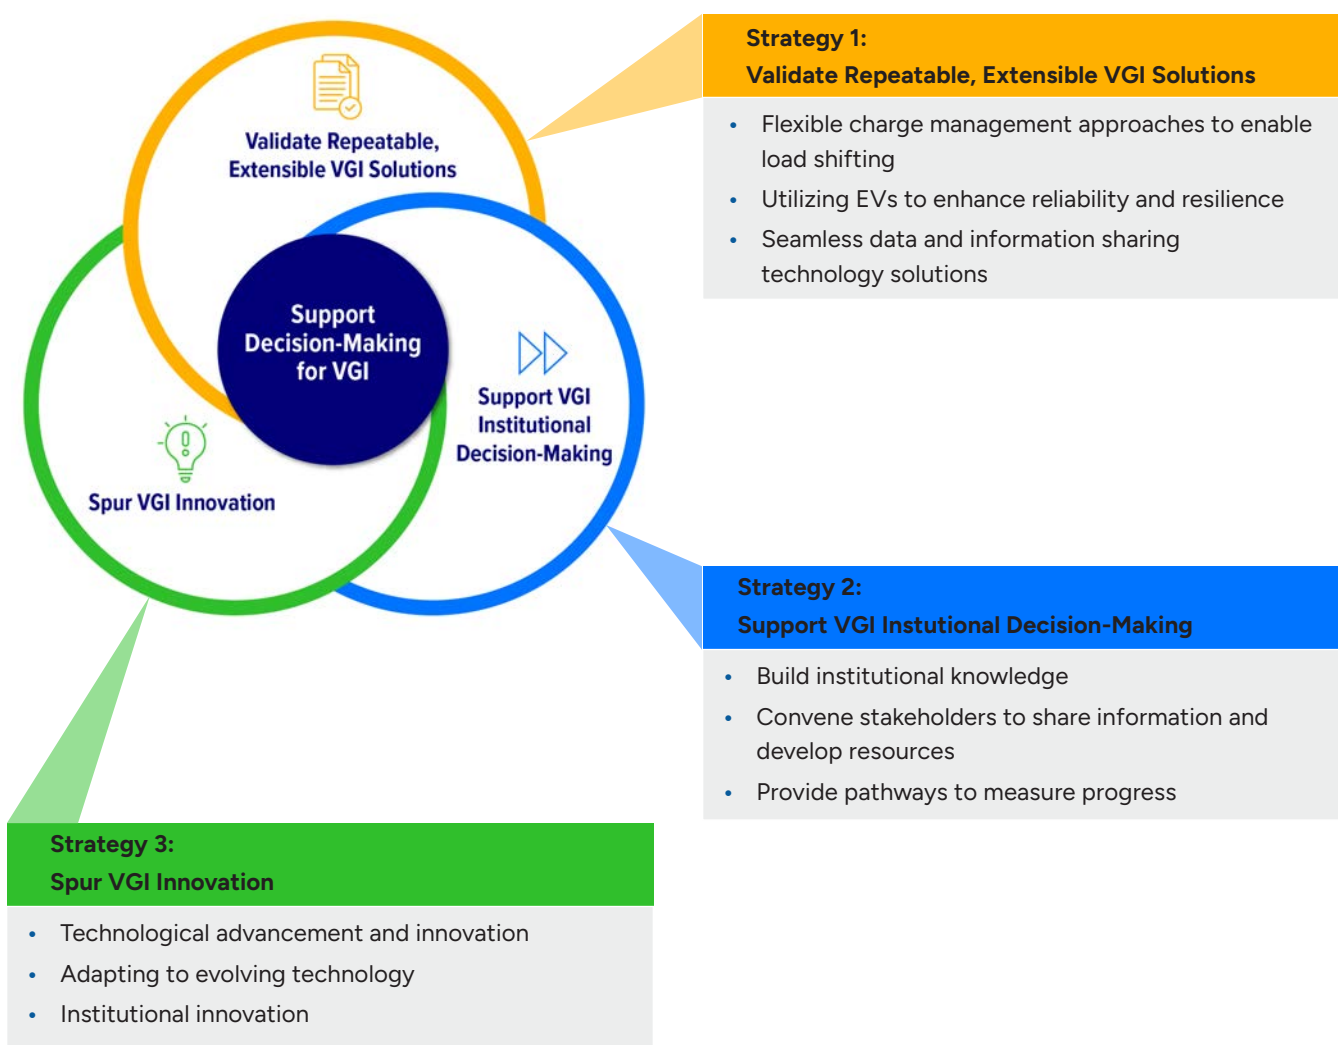 Validate Repeatable,
Extensible VGI Solutions
Support
Decision-Making
for VGI
Support VGI
Institutional
Decision-Making
Spur VGI Innovation
Strategy 1:
Validate Repeatable, Extensible VGI Solutions
• Flexible charge management approaches to enable
load shifting
• Utilizing EVs to enhance reliability and resilience
• Seamless data and information sharing
technology solutions
Strategy 2:
Support VGI Instutional Decision-Making
• Build institutional knowledge
• Convene stakeholders to share information and
develop resources
• Provide pathways to measure progress
Strategy 3:
Spur VGI Innovation
• Technological advancement and innovation
• Adapting to evolving technology
• Institutional innovation